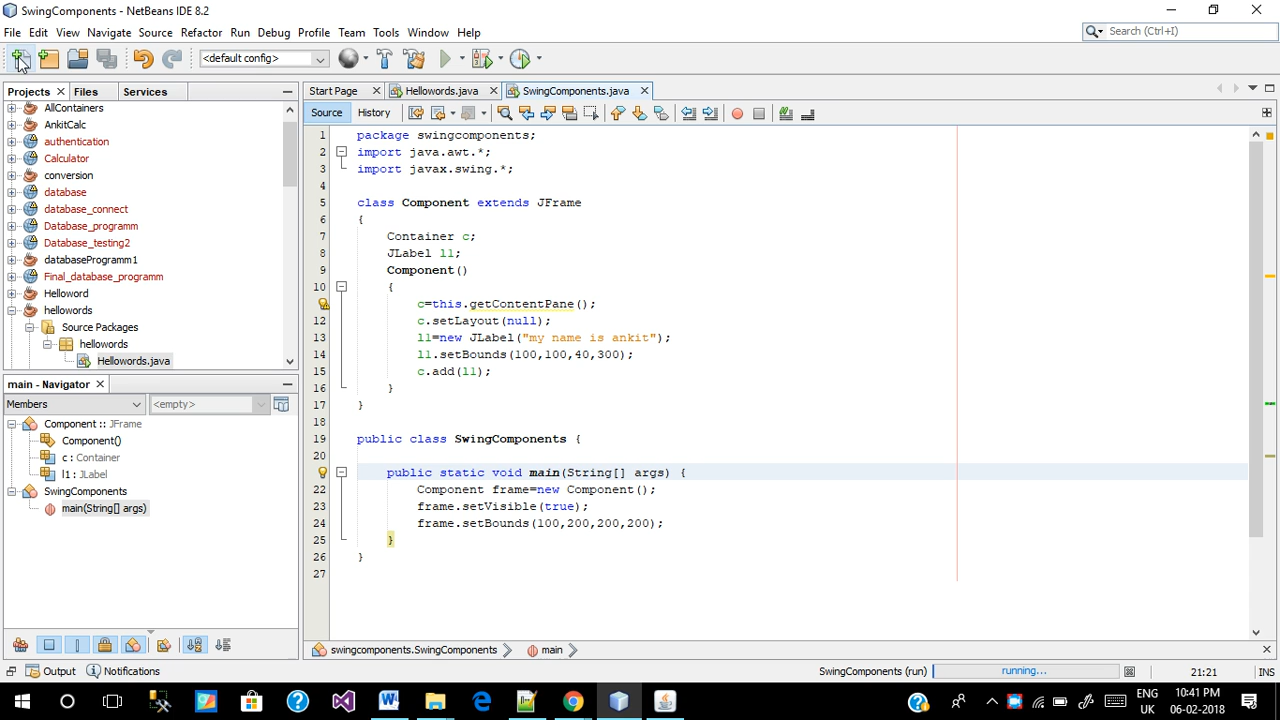 SwingComponents - NetBeans IDE 8.2
File Edit View Navigate Source Refactor Run Debug Profile Team Tools Window Help
Search (Ctrl+I)
<default config>
Projects Files Services
AllContainers
AnkitCalc
authentication
Calculator
conversion
database
database_connect
Database_programm
Database_testing2
databaseProgramm1
Final_database_programm
Helloword
hellowords
Source Packages
hellowords
Hellowords.java
main - Navigator
Members <empty>
Component :: JFrame
Component()
c : Container
l1 : JLabel
SwingComponents
main(String[] args)
Start Page Hellowords.java SwingComponents.java
Source History
1 package swingcomponents;
2 import java.awt.*;
3 import javax.swing.*;
4
5 class Component extends JFrame
6 {
7 Container c;
8 JLabel l1;
9 Component()
10 {
c=this.getContentPane();
12 c.setLayout(null);
13 l1=new JLabel("my name is ankit");
14 l1.setBounds(100,100,40,300);
15 c.add(l1);
16 }
17 }
18
19 public class SwingComponents {
20
public static void main(String[] args) {
22 Component frame=new Component();
23 frame.setVisible(true);
24 frame.setBounds(100,200,200,200);
25 }
26 }
27
swingcomponents.SwingComponents main
Output Notifications
SwingComponents (run) running... 21:21 INS
ENG 10:41 PM
UK 06-02-2018